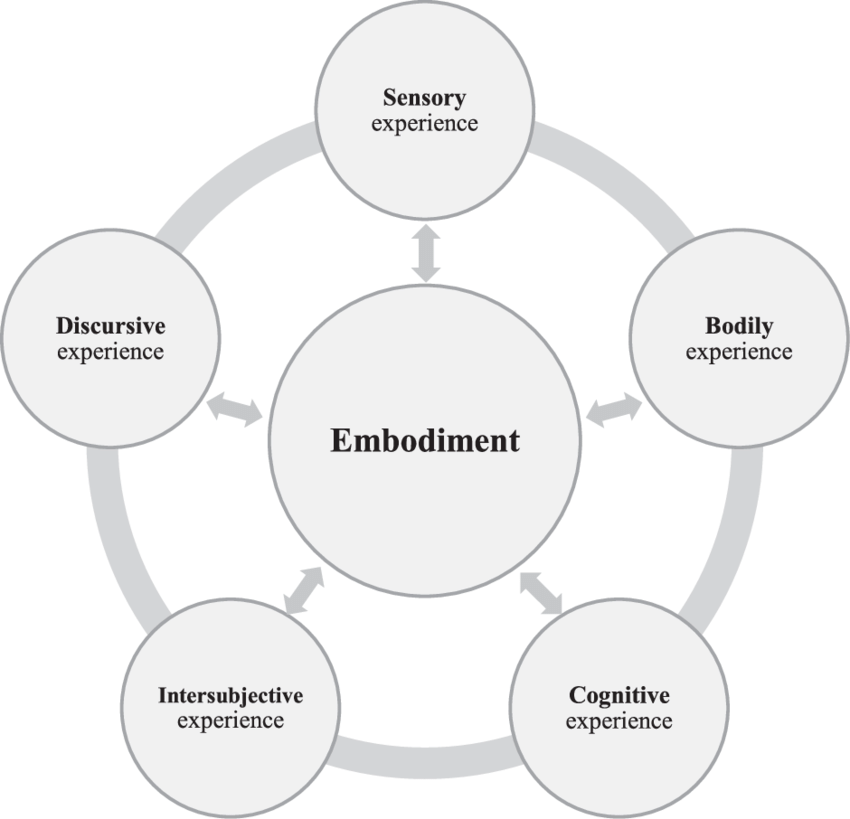 Sensory
experience
Discursive
experience
Bodily
experience
Embodiment
Intersubjective
experience
Cognitive
experience